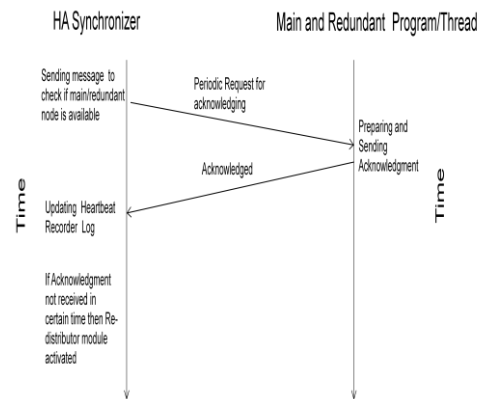 HA Synchronizer
Main and Redundant Program/Thread
Sending message to
check if main/redundant
node is available
Periodic Request for
acknowledging
Preparing and
Sending
Acknowledgment
Acknowledged
Time
Time
Updating Heartbeat
Recorder Log
If Acknowledgment
not received in
certain time then Re-
distributor module
activated